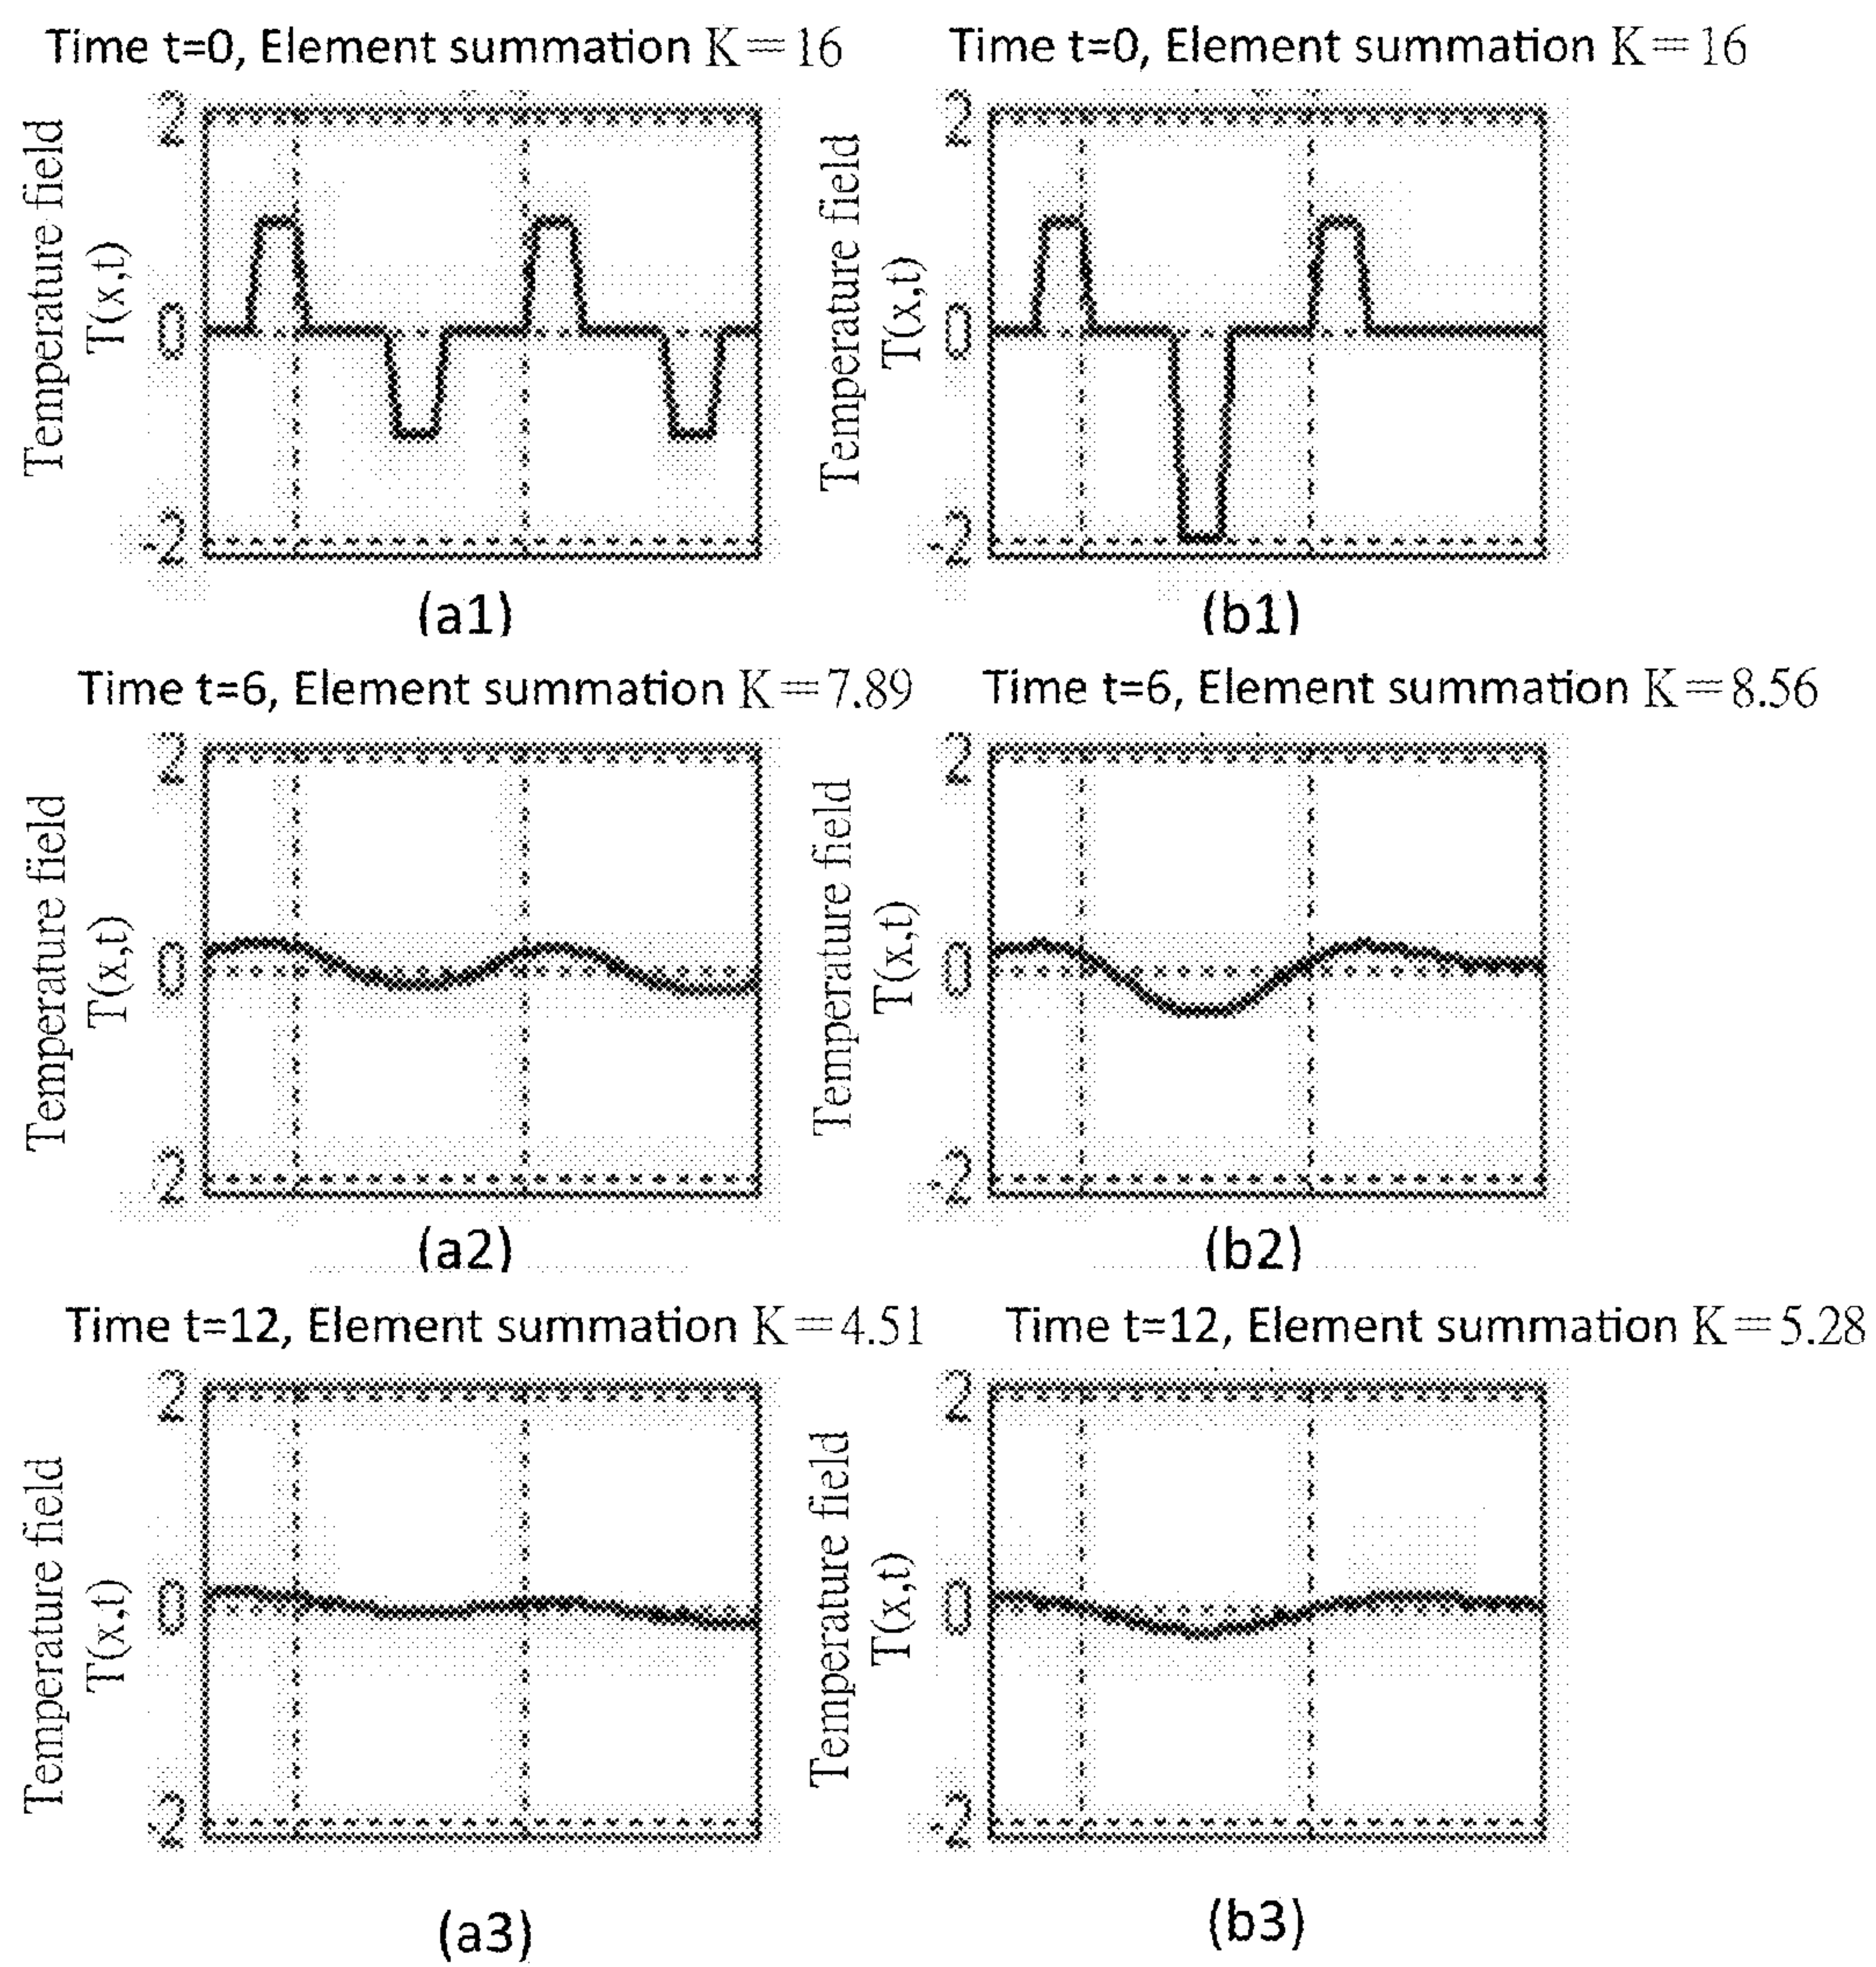 Time t=0, Element summation K=16
Time t=0, Element summation K=16
Temperature field
T(x,t)
2
0
-2
Temperature field
T(x,t)
2
0
-2
(a1)
(b1)
Time t=6, Element summation K=7.89
Time t=6, Element summation K=8.56
Temperature field
T(x,t)
2
0
-2
Temperature field
T(x,t)
2
0
-2
(a2)
(b2)
Time t=12, Element summation K=4.51
Time t=12, Element summation K=5.28
Temperature field
T(x,t)
2
0
-2
Temperature field
T(x,t)
2
0
-2
(a3)
(b3)